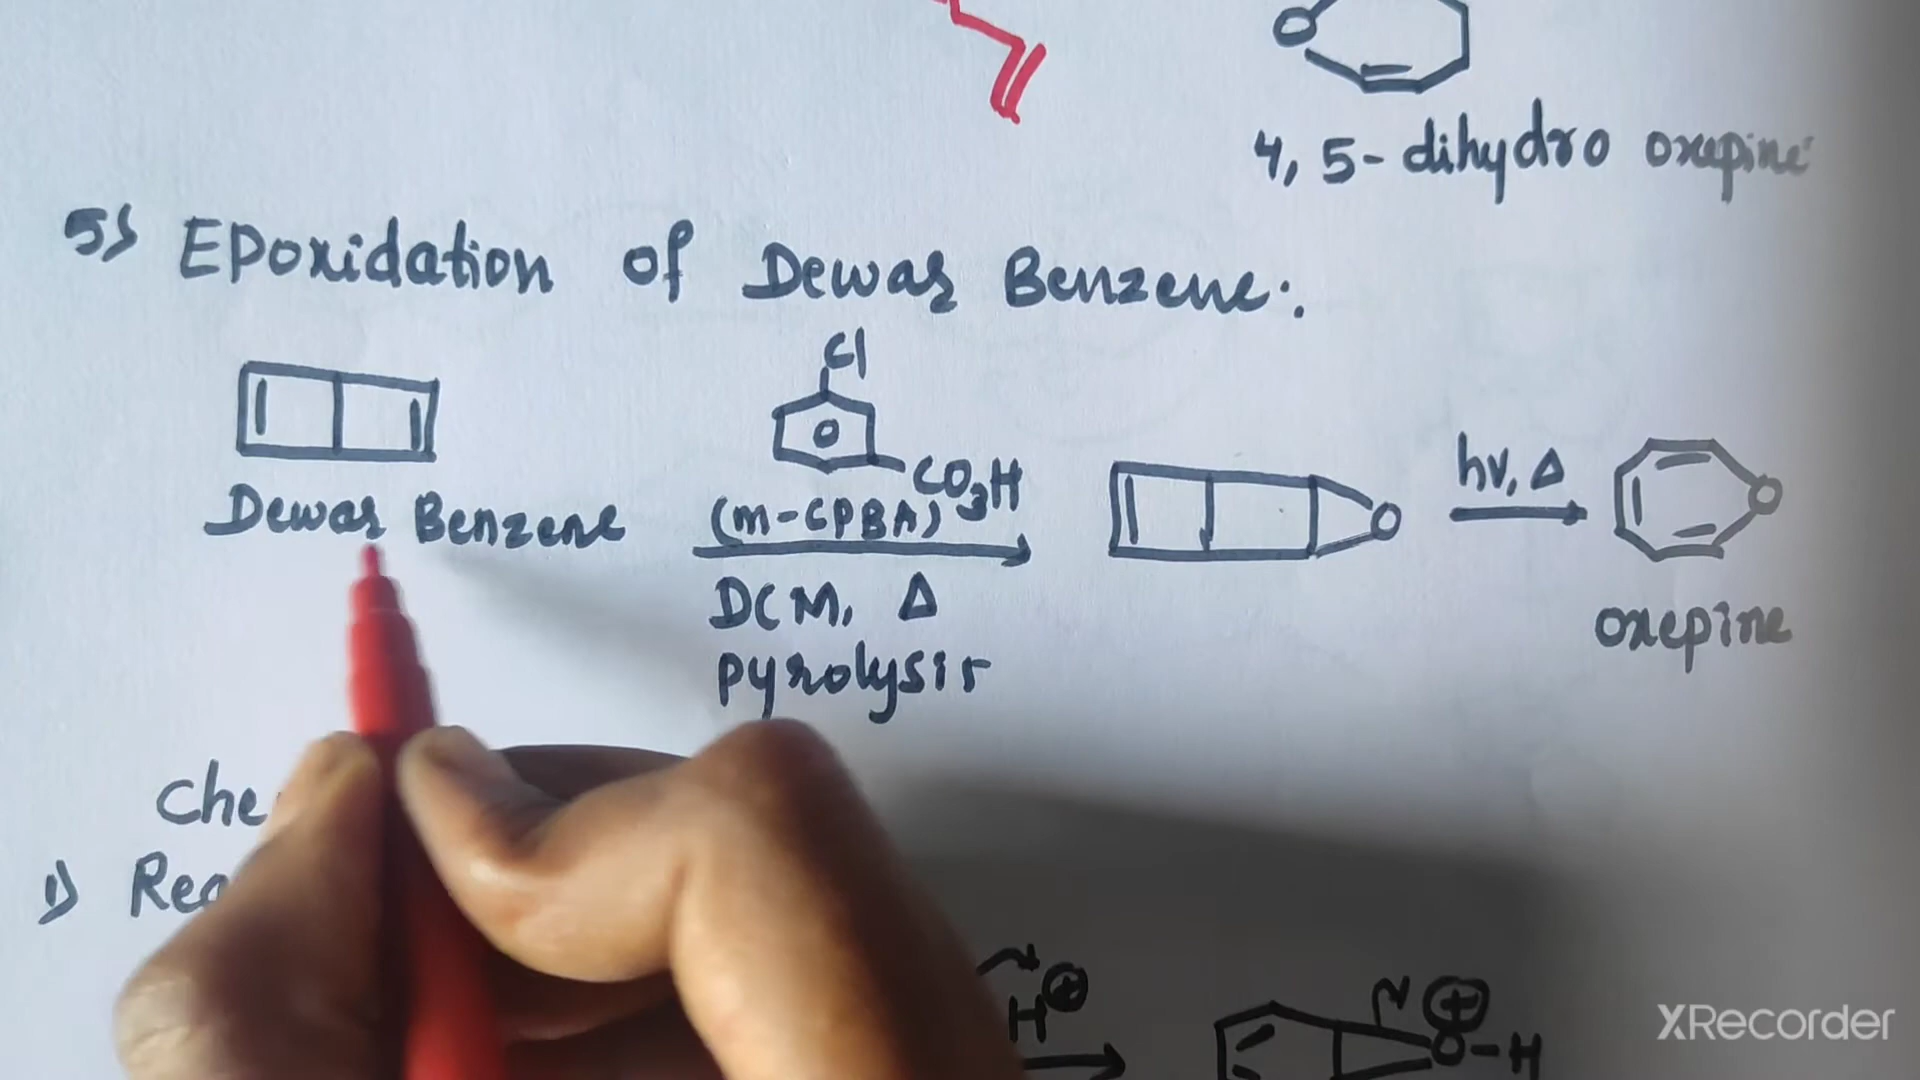 O
4, 5- dihydro oxepine
5) Epoxidation of Dewar Benzene:
Cl
CO3H
(m-CPBA)
DCM, Δ
pyrolysis
Dewar Benzene
O
hν, Δ
O
oxepine
Che
1) Rea
H⊕
⊕
O-H
XRecorder